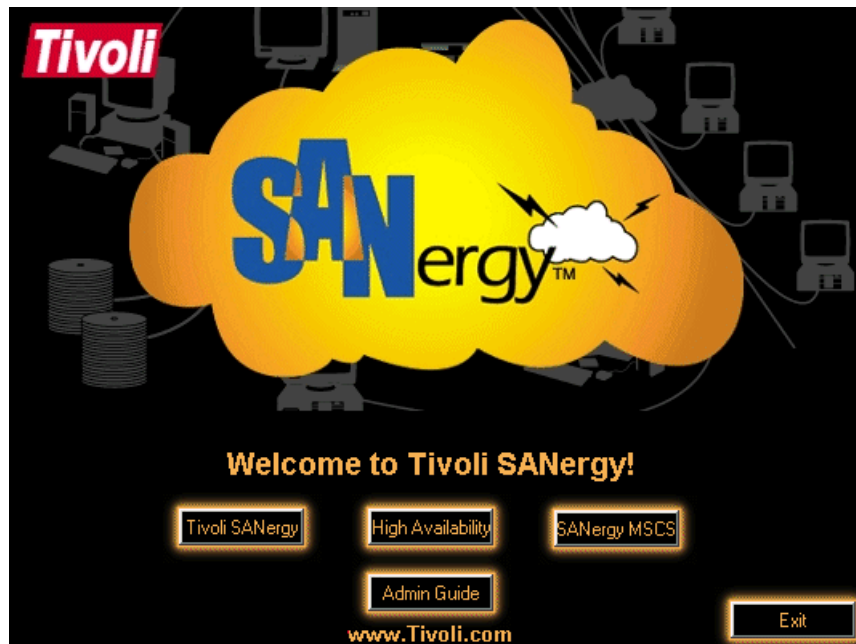 Tivoli
SANergy™
Welcome to Tivoli SANergy!
Tivoli SANergy
High Availability
SANergy MSCS
Admin Guide
Exit
www.Tivoli.com